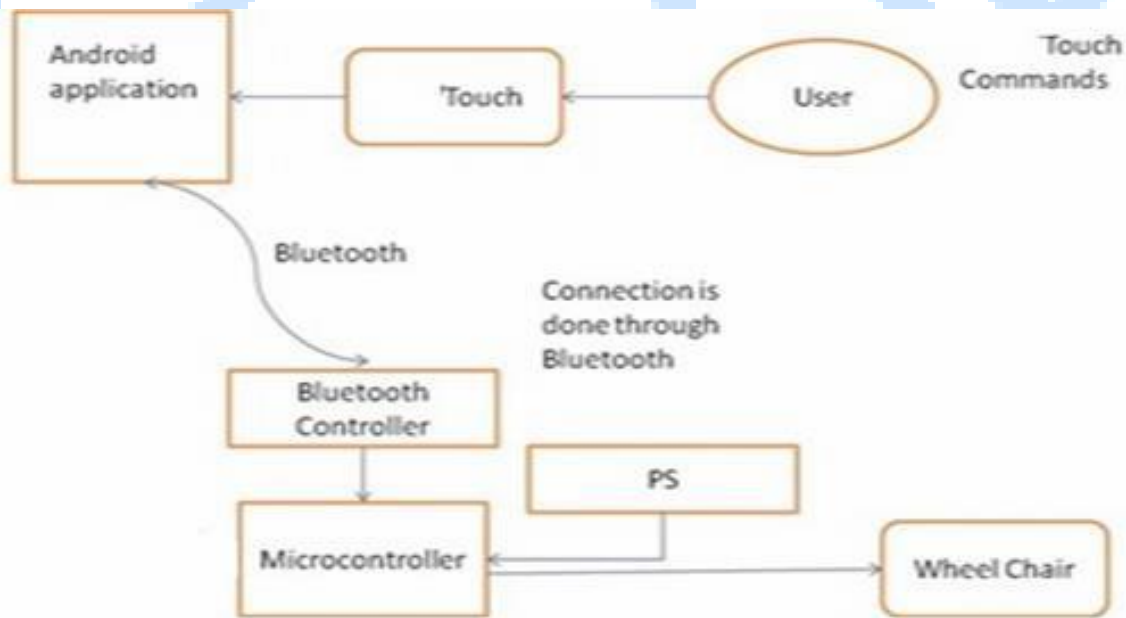 Android
application
'Touch
User
Touch
Commands
Bluetooth
Connection is
done through
Bluetooth
Bluetooth
Controller
PS
Microcontroller
Wheel Chair